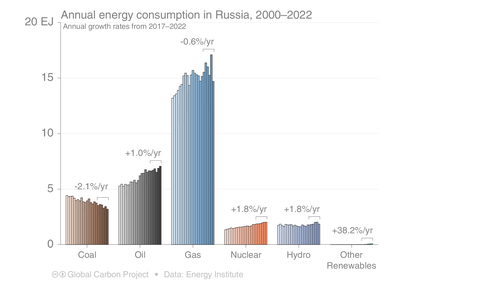 Annual energy consumption in Russia, 2000–2022
Annual growth rates from 2017–2022
20 EJ
15
10
5
0
-2.1%/yr
+1.0%/yr
-0.6%/yr
+1.8%/yr
+1.8%/yr
+38.2%/yr
Coal
Oil
Gas
Nuclear
Hydro
Other
Renewables
Global Carbon Project • Data: Energy Institute